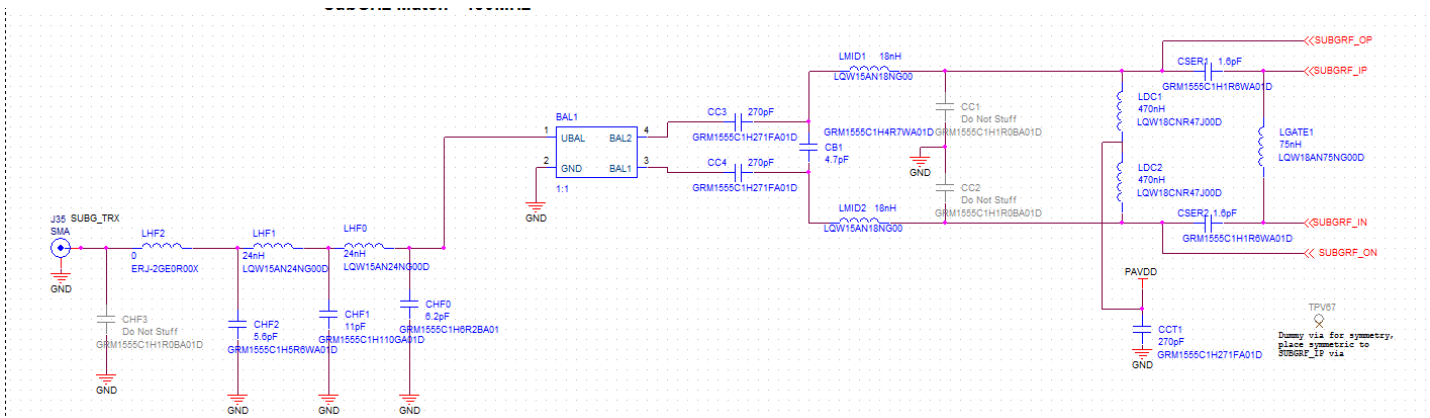 SUBGRF_OP
LMID1 18nH
LQW15AN18NG00
CSER1 1.6pF
SUBGRF_IP
GRM1555C1H1R6WA01D
CC3 270pF
GRM1555C1H271FA01D
BAL1
1 UBAL BAL2 4
2 GND BAL1 3
1:1
GND
GRM1555C1H4R7WA01D
CB1
4.7pF
CC1
Do Not Stuff
GRM1555C1H1R0BA01D
GND
LDC1
470nH
LQW18CNR47J00D
LGATE1
75nH
LQW18AN75NG00D
CC4 270pF
GRM1555C1H271FA01D
CC2
Do Not Stuff
GRM1555C1H1R0BA01D
LDC2
470nH
LQW18CNR47J00D
LMID2 18nH
LQW15AN18NG00
CSER2 1.6pF
SUBGRF_IN
GRM1555C1H1R6WA01D
SUBGRF_ON
J35 SUBG_TRX
SMA
GND
LHF2
0
ERJ-2GE0R00X
LHF1
24nH
LQW15AN24NG00D
LHF0
24nH
LQW15AN24NG00D
PAVDD
CHF3
Do Not Stuff
GRM1555C1H1R0BA01D
GND
CHF2
5.6pF
GRM1555C1H5R6WA01D
GND
CHF1
11pF
GRM1555C1H110GA01D
GND
CHF0
6.2pF
GRM1555C1H6R2BA01
GND
CCT1
270pF
GRM1555C1H271FA01D
GND
TPV67
Dummy via for symmetry,
place symmetric to
SUBGRF_IP via